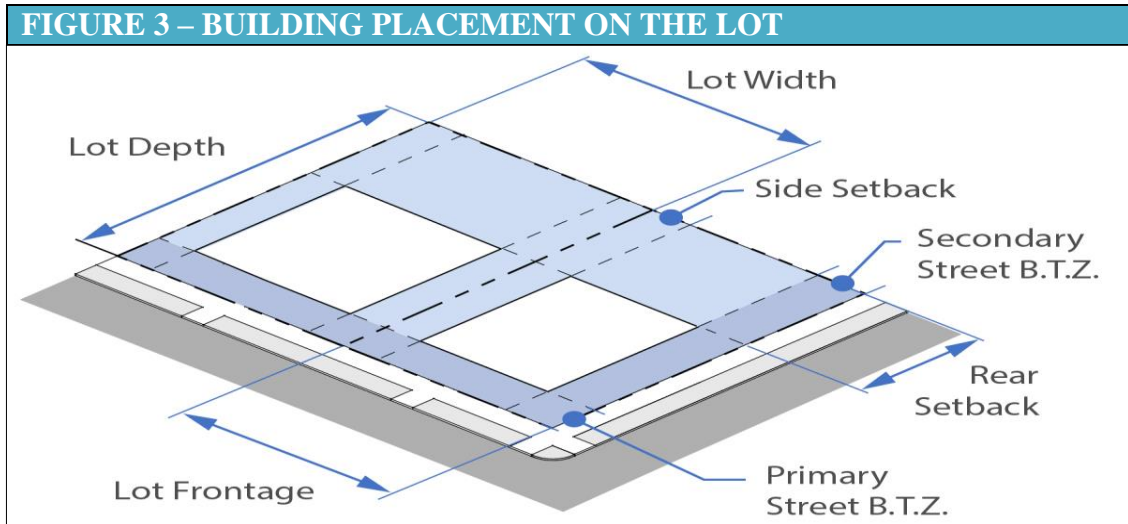 FIGURE 3 – BUILDING PLACEMENT ON THE LOT
Lot Width
Lot Depth
Side Setback
Secondary
Street B.T.Z.
Rear
Setback
Lot Frontage
Primary
Street B.T.Z.